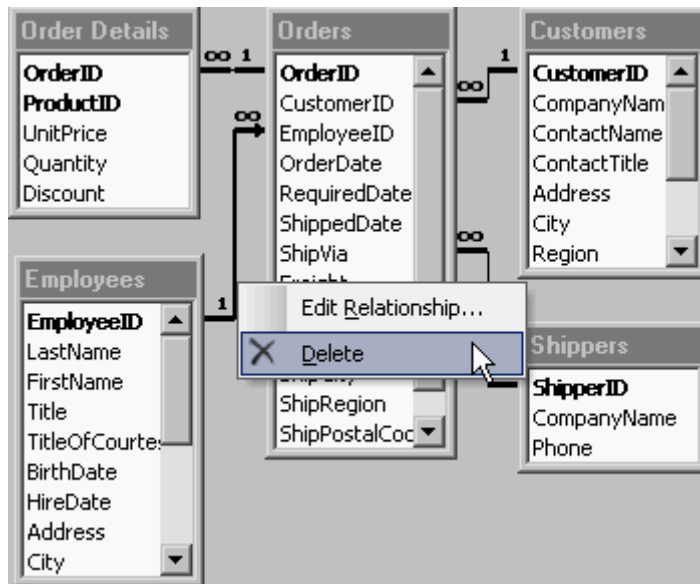 Order Details
OrderID
ProductID
UnitPrice
Quantity
Discount
∞ 1
Orders
OrderID
CustomerID
EmployeeID
OrderDate
RequiredDate
ShippedDate
ShipVia
1
∞
∞
∞
Customers
CustomerID
CompanyNam
ContactName
ContactTitle
Address
City
Region
Employees
EmployeeID
LastName
FirstName
Title
TitleOfCourte
BirthDate
HireDate
Address
City
1
Edit Relationship...
Delete
ShipRegion
ShipPostalCoc
Shippers
ShipperID
CompanyName
Phone